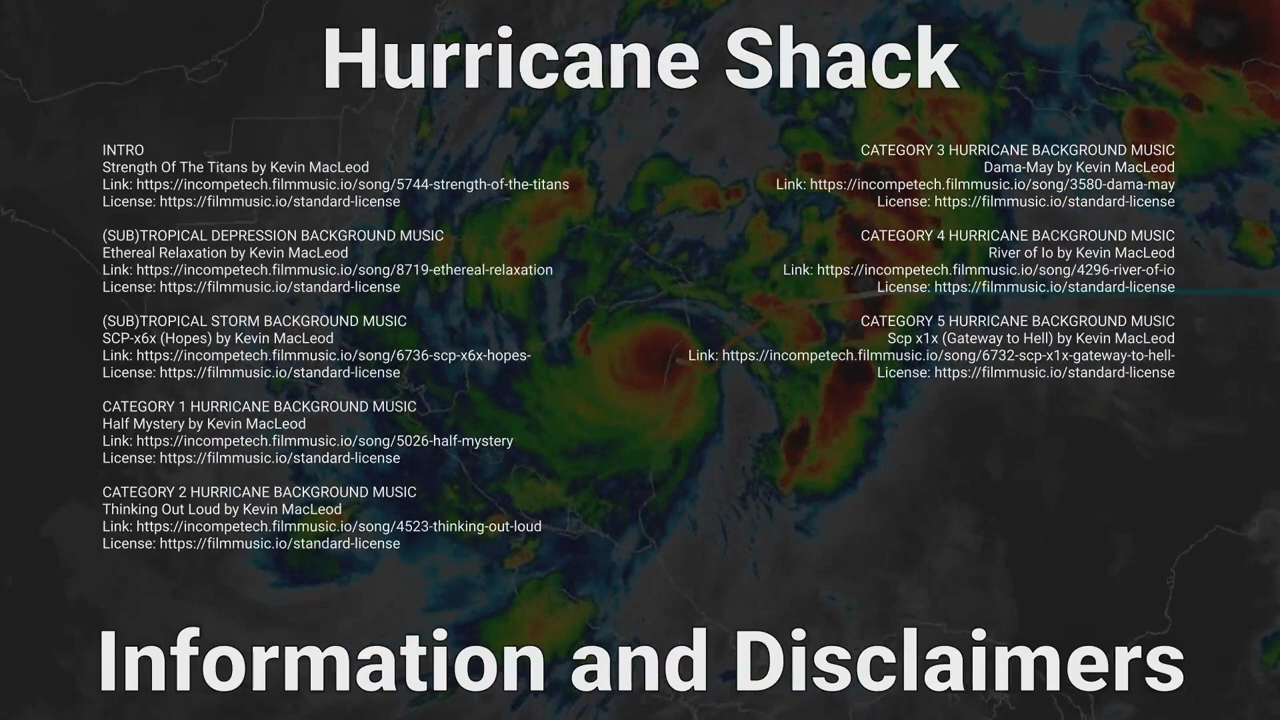 Hurricane Shack
INTRO
Strength Of The Titans by Kevin MacLeod
Link: https://incompetech.filmmusic.io/song/5744-strength-of-the-titans
License: https://filmmusic.io/standard-license
(SUB)TROPICAL DEPRESSION BACKGROUND MUSIC
Ethereal Relaxation by Kevin MacLeod
Link: https://incompetech.filmmusic.io/song/8719-ethereal-relaxation
License: https://filmmusic.io/standard-license
(SUB)TROPICAL STORM BACKGROUND MUSIC
SCP-x6x (Hopes) by Kevin MacLeod
Link: https://incompetech.filmmusic.io/song/6736-scp-x6x-hopes-
License: https://filmmusic.io/standard-license
CATEGORY 1 HURRICANE BACKGROUND MUSIC
Half Mystery by Kevin MacLeod
Link: https://incompetech.filmmusic.io/song/5026-half-mystery
License: https://filmmusic.io/standard-license
CATEGORY 2 HURRICANE BACKGROUND MUSIC
Thinking Out Loud by Kevin MacLeod
Link: https://incompetech.filmmusic.io/song/4523-thinking-out-loud
License: https://filmmusic.io/standard-license
CATEGORY 3 HURRICANE BACKGROUND MUSIC
Dama-May by Kevin MacLeod
Link: https://incompetech.filmmusic.io/song/3580-dama-may
License: https://filmmusic.io/standard-license
CATEGORY 4 HURRICANE BACKGROUND MUSIC
River of Io by Kevin MacLeod
Link: https://incompetech.filmmusic.io/song/4296-river-of-io
License: https://filmmusic.io/standard-license
CATEGORY 5 HURRICANE BACKGROUND MUSIC
Scp x1x (Gateway to Hell) by Kevin MacLeod
Link: https://incompetech.filmmusic.io/song/6732-scp-x1x-gateway-to-hell-
License: https://filmmusic.io/standard-license
Information and Disclaimers